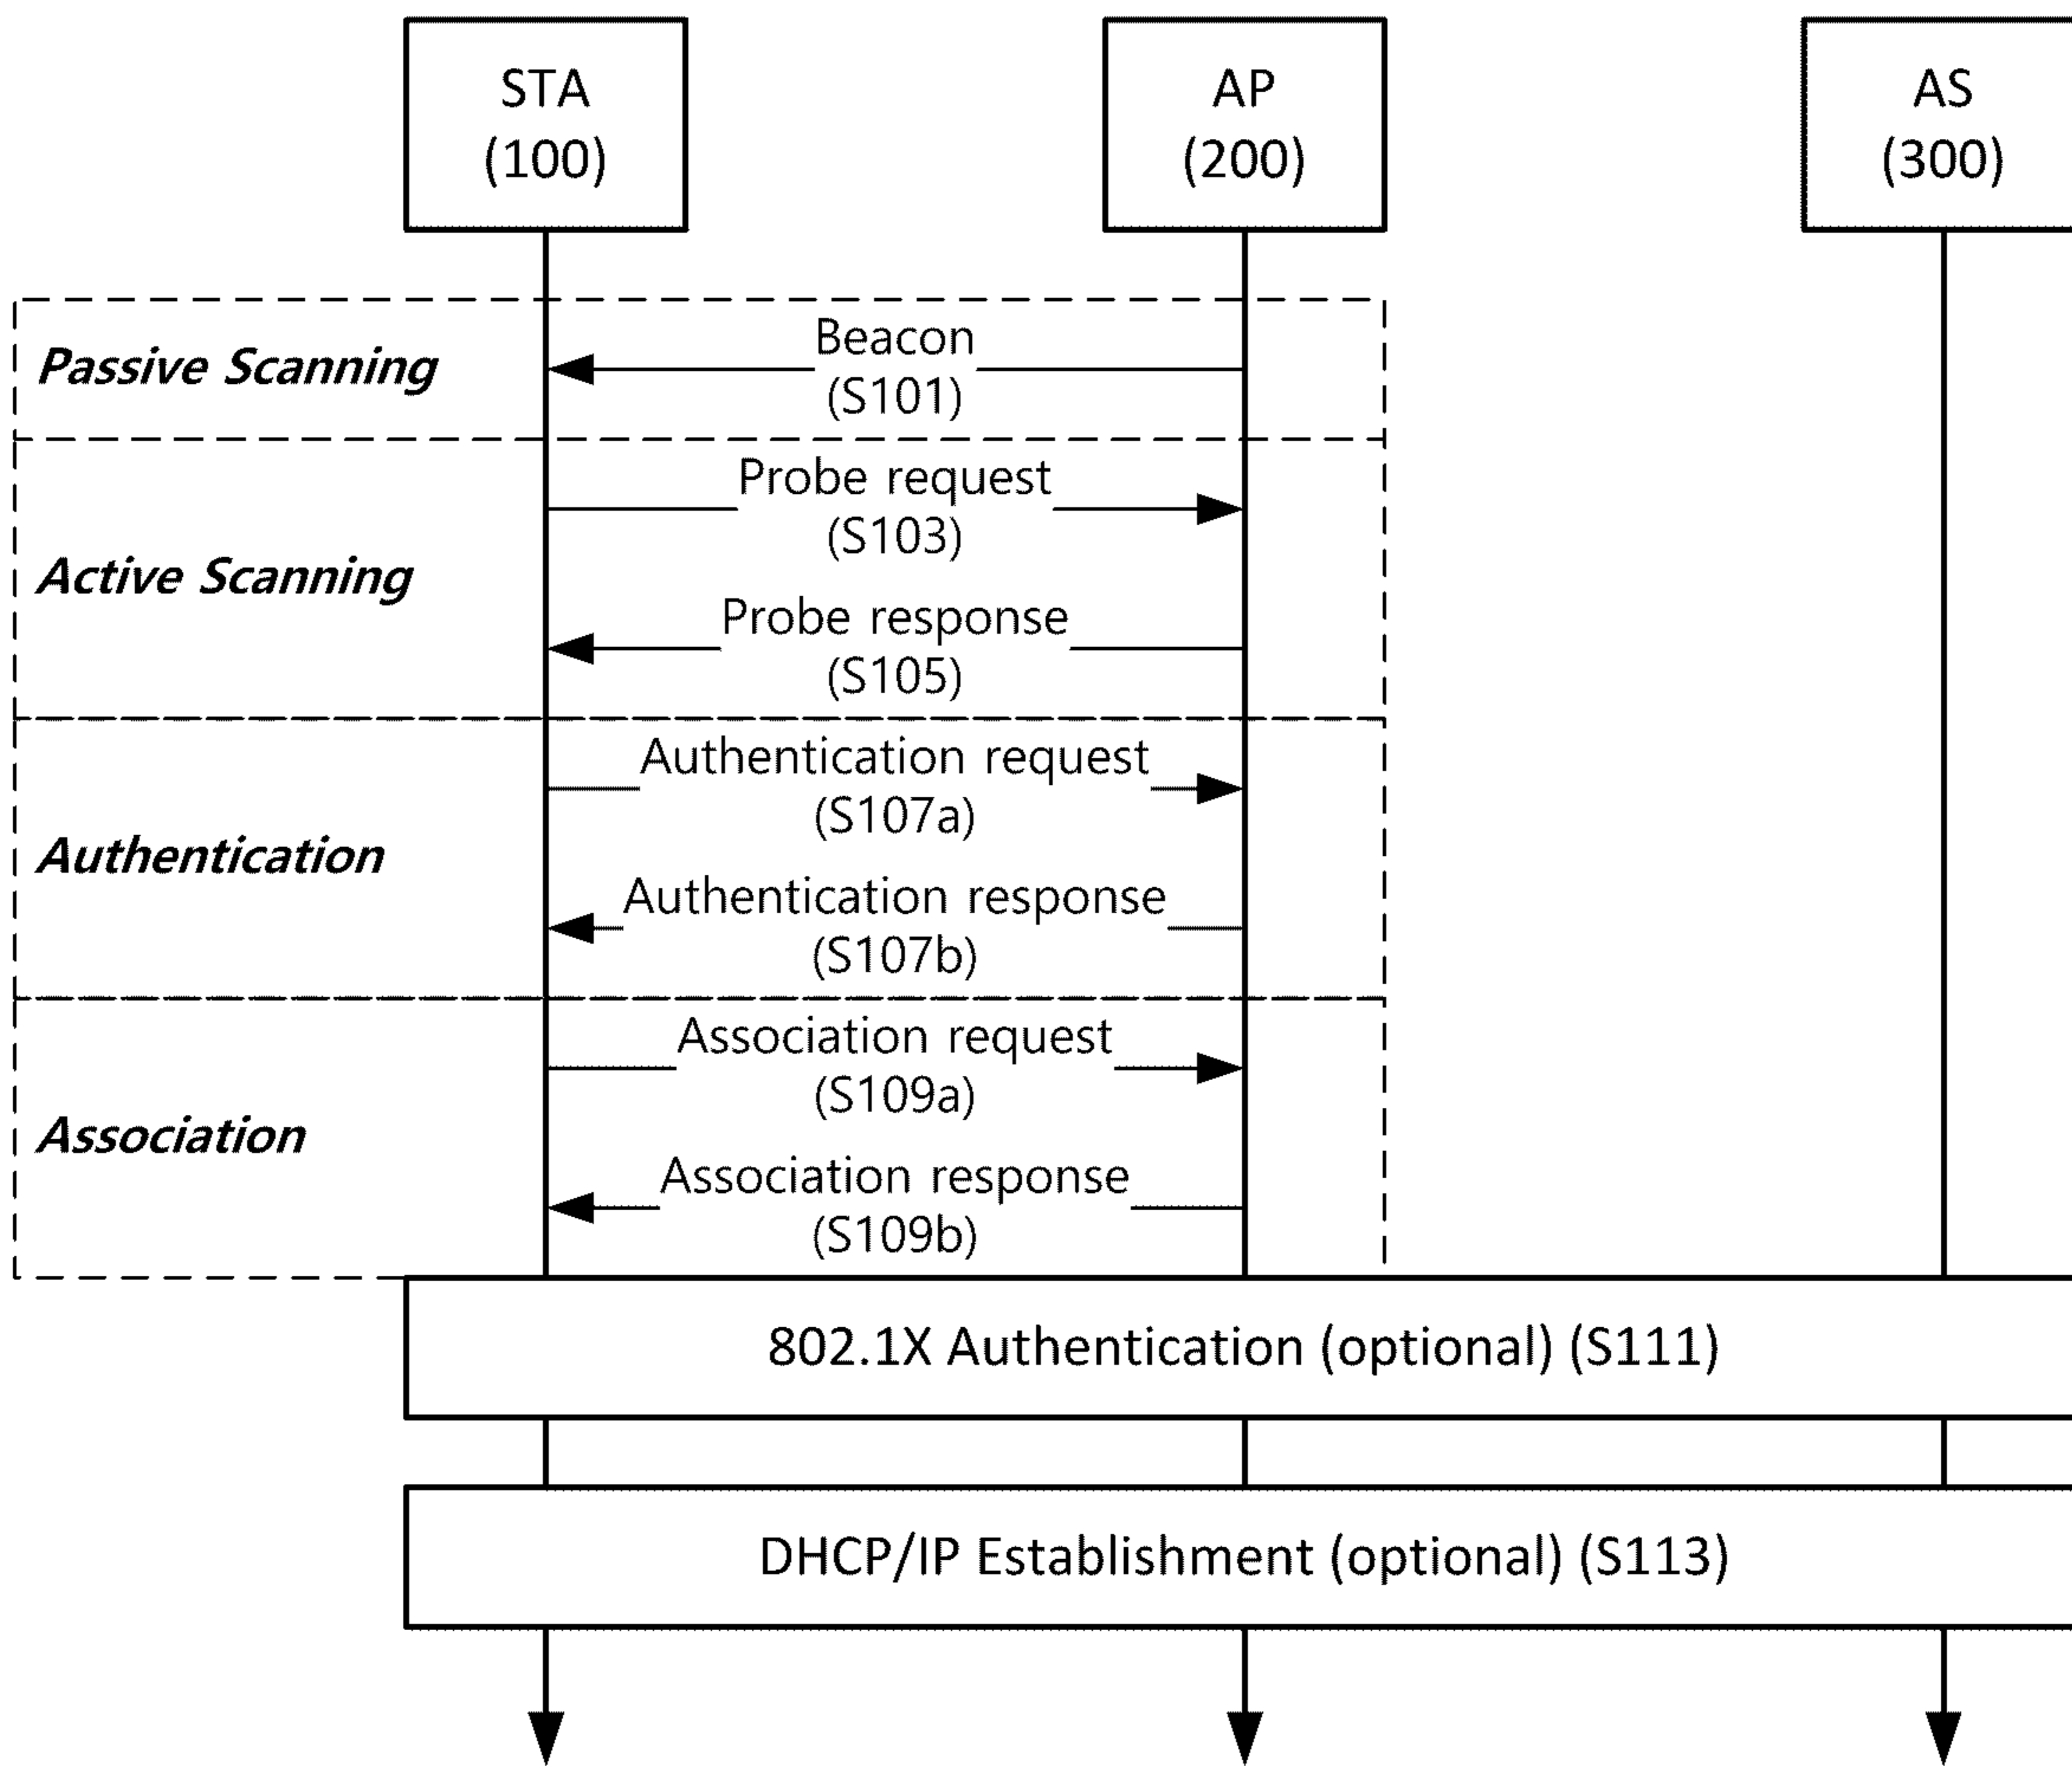 STA
(100)
AP
(200)
AS
(300)
Passive Scanning
Beacon
(S101)
Active Scanning
Probe request
(S103)
Probe response
(S105)
Authentication
Authentication request
(S107a)
Authentication response
(S107b)
Association
Association request
(S109a)
Association response
(S109b)
802.1X Authentication (optional) (S111)
DHCP/IP Establishment (optional) (S113)